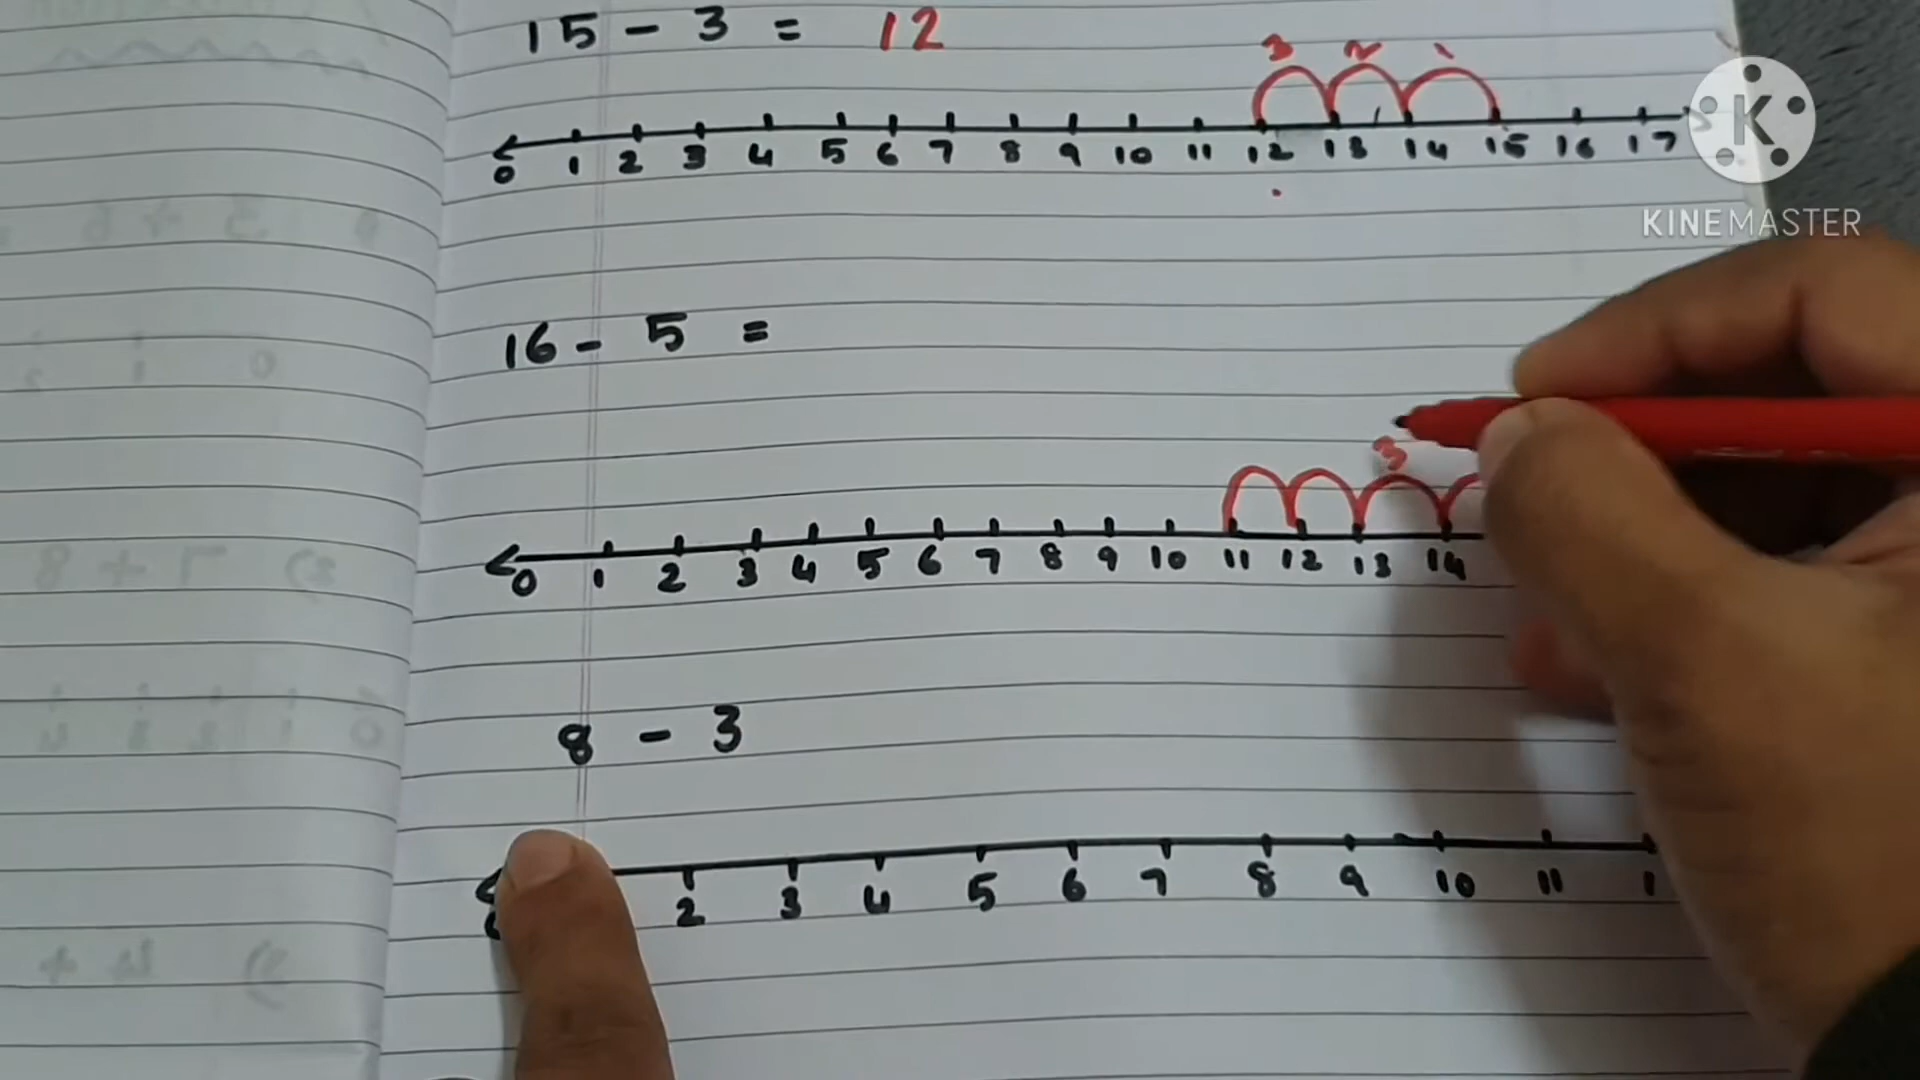 15 - 3 = 12
3 2 1
0 1 2 3 4 5 6 7 8 9 10 11 12 13 14 15 16 17
K
KINEMASTER
16 - 5 =
3
0 1 2 3 4 5 6 7 8 9 10 11 12 13 14
8 - 3
2 3 4 5 6 7 8 9 10 11